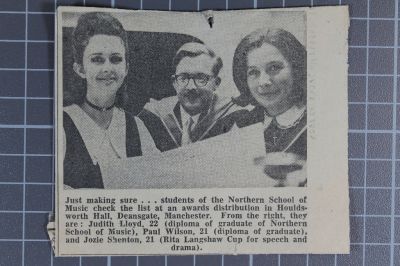 Just making sure . . . students of the Northern School of
Music check the list at an awards distribution in Houlds-
worth Hall, Deansgate, Manchester. From the right, they
are : Judith Lloyd, 22 (diploma of graduate of Northern
School of Music), Paul Wilson, 21 (diploma of graduate),
and Jozie Shenton, 21 (Rita Langshaw Cup for speech and
drama).